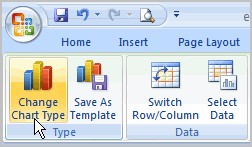 Home Insert Page Layout
Change Chart Type
Save As Template
Switch Row/Column
Select Data
Type
Data